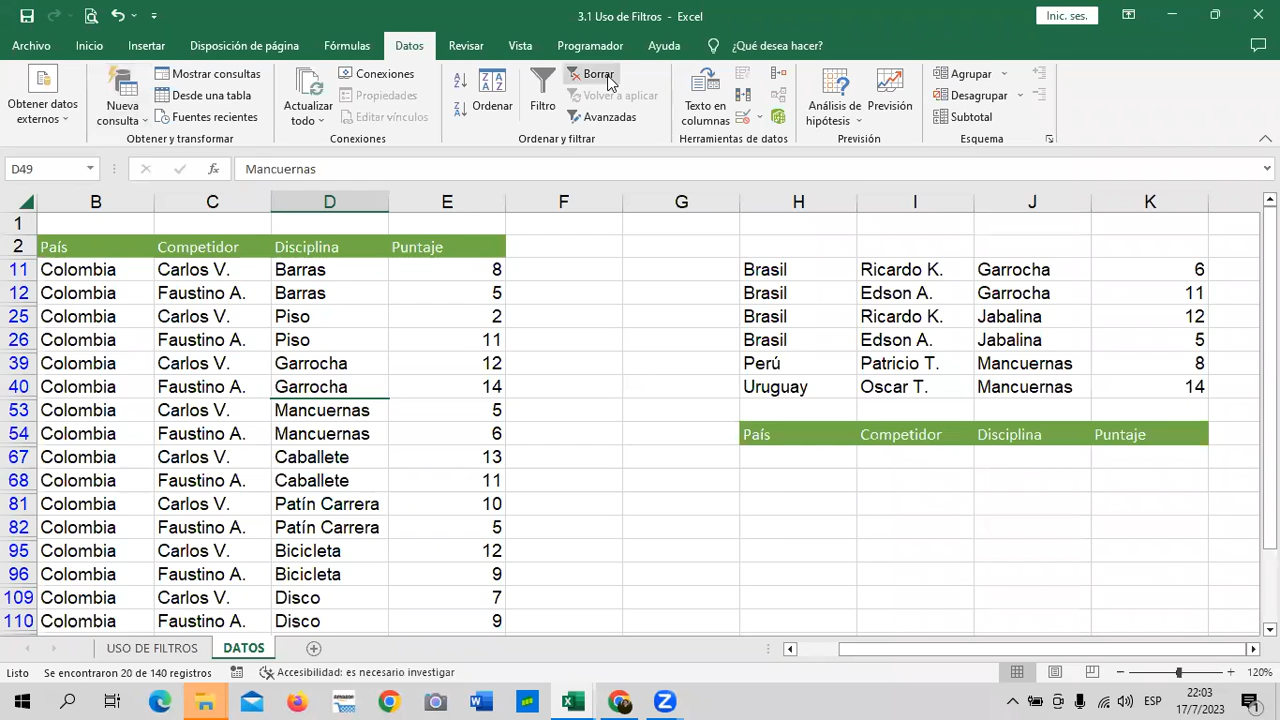 3.1 Uso de Filtros - Excel
Inic. ses.
Archivo Inicio Insertar Disposición de página Fórmulas Datos Revisar Vista Programador Ayuda ¿Qué desea hacer?
Obtener datos externos
Nueva consulta
Mostrar consultas
Desde una tabla
Fuentes recientes
Obtener y transformar
Actualizar todo
Conexiones
Propiedades
Editar vínculos
Conexiones
Ordenar
Filtro
Borrar
Volver a aplicar
Avanzadas
Ordenar y filtrar
Texto en columnas
Herramientas de datos
Análisis de hipótesis
Previsión
Previsión
Agrupar
Desagrupar
Subtotal
Esquema
D49 fx Mancuernas
B C D E F G H I J K
1
2 País Competidor Disciplina Puntaje
11 Colombia Carlos V. Barras 8 Brasil Ricardo K. Garrocha 6
12 Colombia Faustino A. Barras 5 Brasil Edson A. Garrocha 11
25 Colombia Carlos V. Piso 2 Brasil Ricardo K. Jabalina 12
26 Colombia Faustino A. Piso 11 Brasil Edson A. Jabalina 5
39 Colombia Carlos V. Garrocha 12 Perú Patricio T. Mancuernas 8
40 Colombia Faustino A. Garrocha 14 Uruguay Oscar T. Mancuernas 14
53 Colombia Carlos V. Mancuernas 5
54 Colombia Faustino A. Mancuernas 6 País Competidor Disciplina Puntaje
67 Colombia Carlos V. Caballete 13
68 Colombia Faustino A. Caballete 11
81 Colombia Carlos V. Patín Carrera 10
82 Colombia Faustino A. Patín Carrera 5
95 Colombia Carlos V. Bicicleta 12
96 Colombia Faustino A. Bicicleta 9
109 Colombia Carlos V. Disco 7
110 Colombia Faustino A. Disco 9
USO DE FILTROS DATOS
Listo Se encontraron 20 de 140 registros Accesibilidad: es necesario investigar 120%
ESP 22:03
17/7/2023